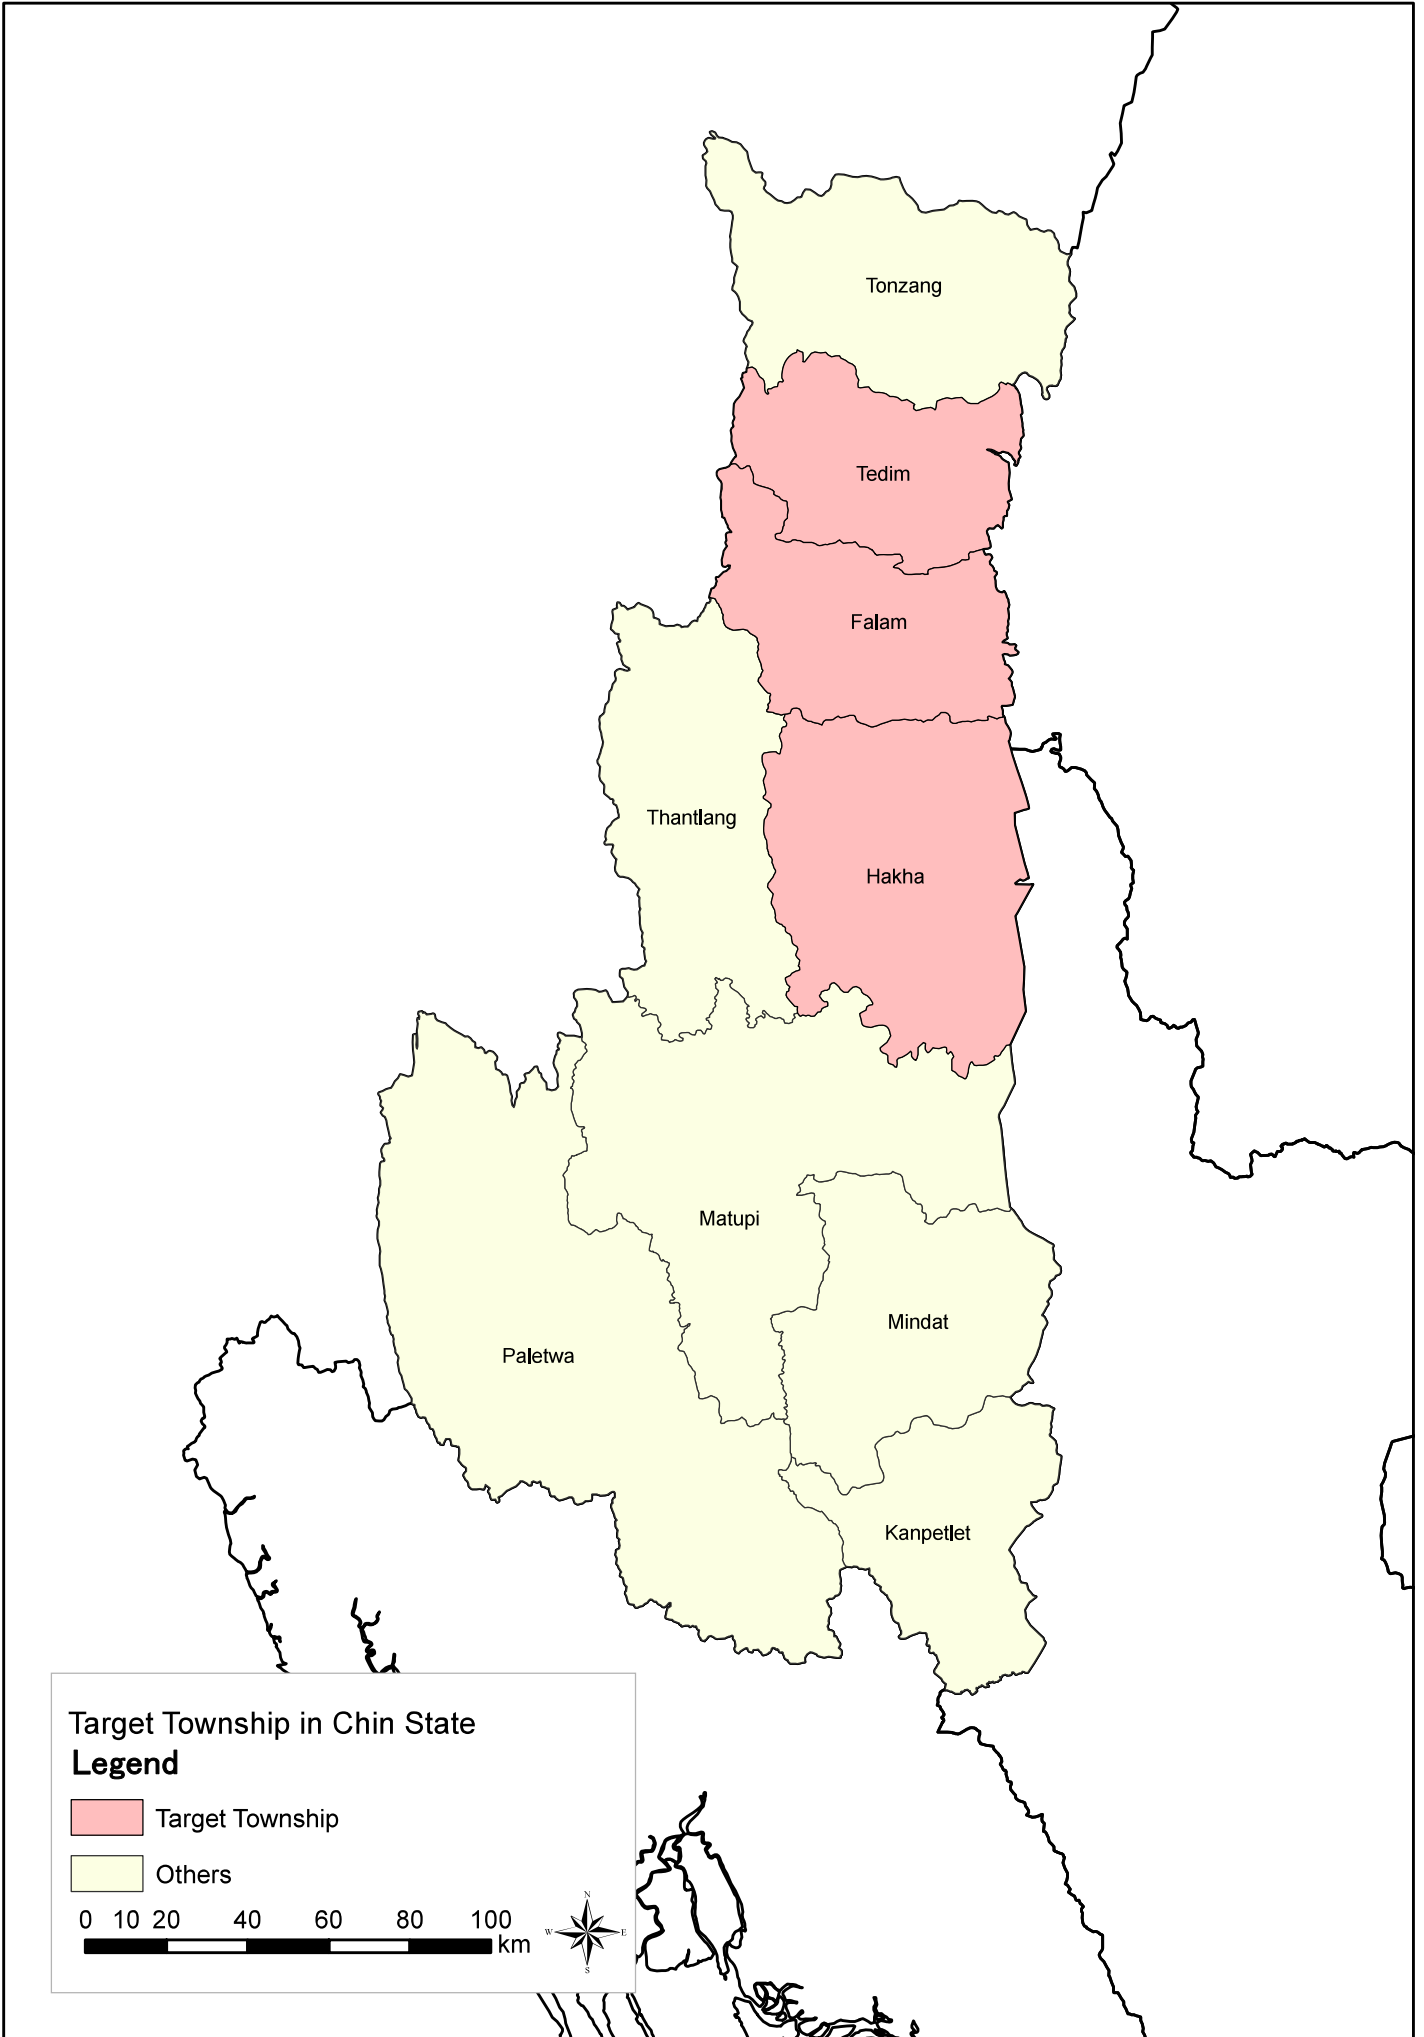 Tonzang
Tedim
Falam
Thantlang
Hakha
Matupi
Mindat
Paletwa
Kanpetlet
Target Township in Chin State
Legend
Target Township
Others
0 10 20 40 60 80 100
km
N
W E
S